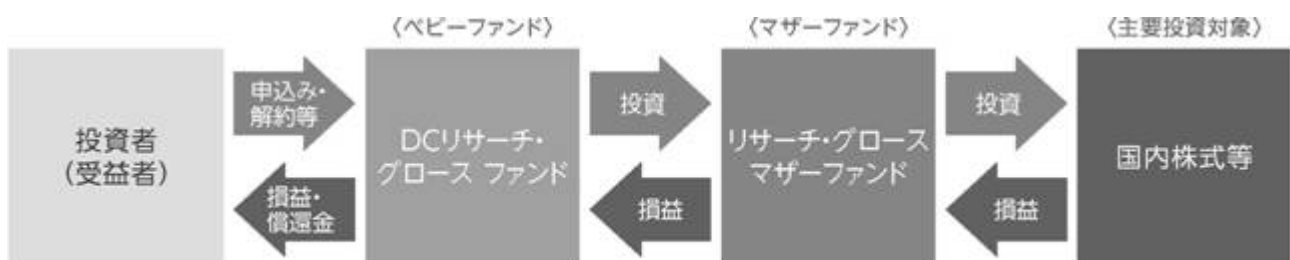 〈ベビーファンド〉
〈マザーファンド〉
〈主要投資対象〉
投資者
(受益者)
申込み・
解約等
損益・
償還金
DCリサーチ・
グロース ファンド
投資
損益
リサーチ・グロース
マザーファンド
投資
損益
国内株式等